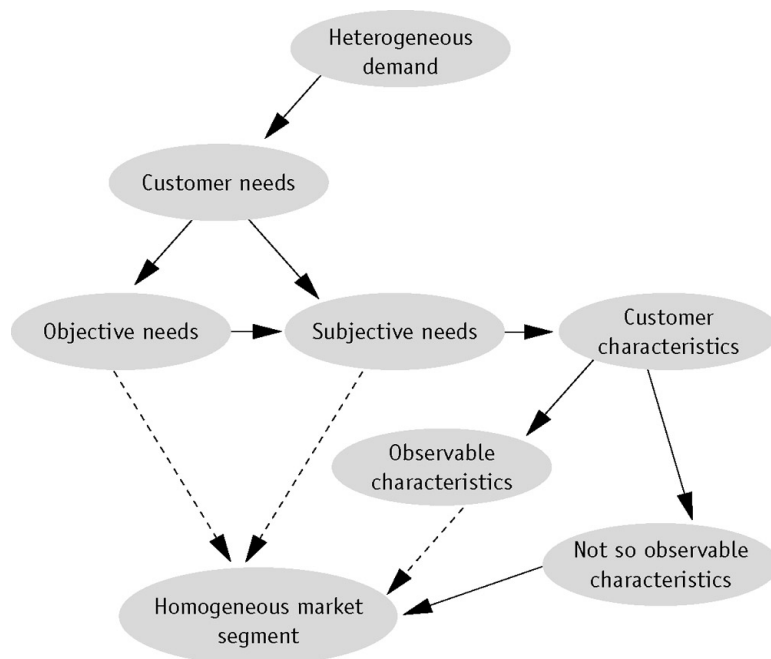 Heterogeneous
demand
Customer needs
Objective needs
Subjective needs
Customer
characteristics
Observable
characteristics
Not so observable
characteristics
Homogeneous market
segment